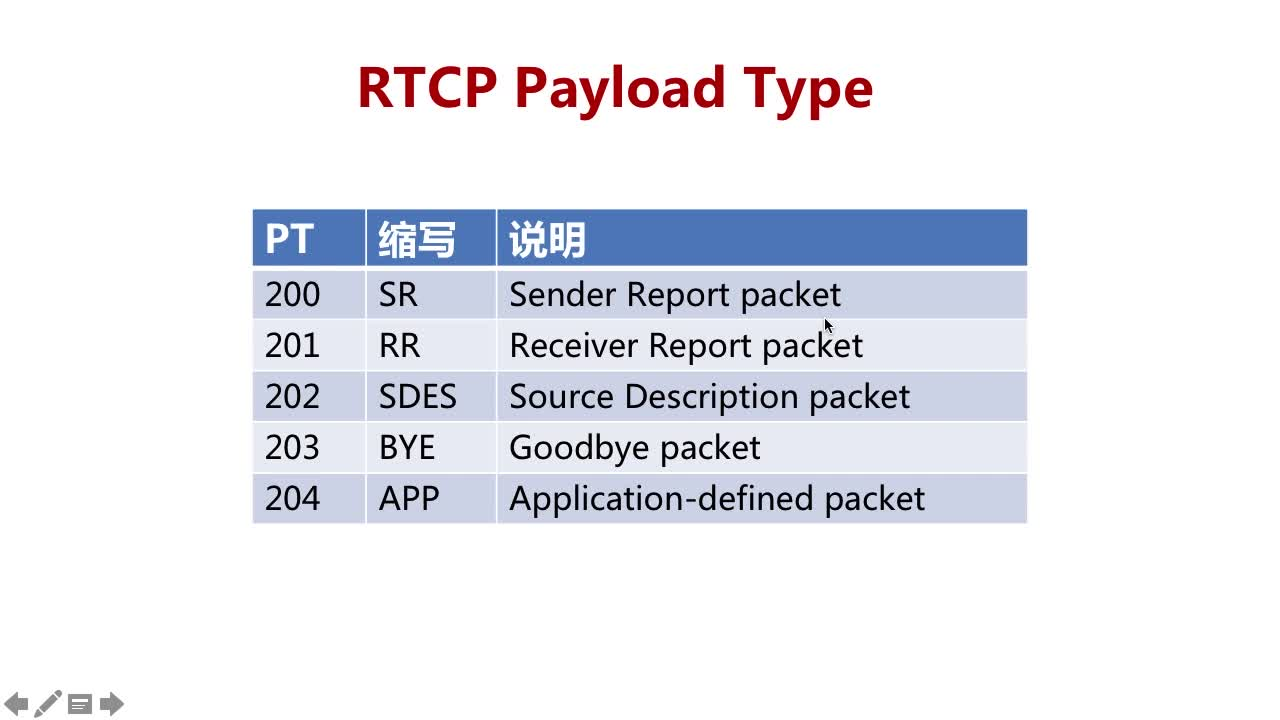 RTCP Payload Type
PT 缩写 说明
200 SR Sender Report packet
201 RR Receiver Report packet
202 SDES Source Description packet
203 BYE Goodbye packet
204 APP Application-defined packet